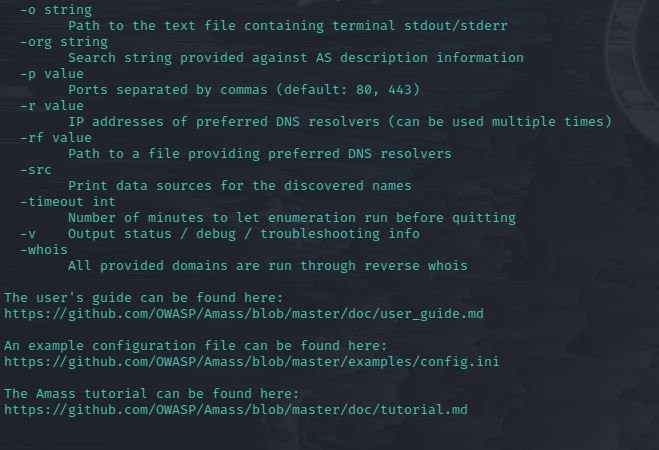 -o string
Path to the text file containing terminal stdout/stderr
-org string
Search string provided against AS description information
-p value
Ports separated by commas (default: 80, 443)
-r value
IP addresses of preferred DNS resolvers (can be used multiple times)
-rf value
Path to a file providing preferred DNS resolvers
-src
Print data sources for the discovered names
-timeout int
Number of minutes to let enumeration run before quitting
-v    Output status / debug / troubleshooting info
-whois
All provided domains are run through reverse whois
The user's guide can be found here:
https://github.com/OWASP/Amass/blob/master/doc/user_guide.md
An example configuration file can be found here:
https://github.com/OWASP/Amass/blob/master/examples/config.ini
The Amass tutorial can be found here:
https://github.com/OWASP/Amass/blob/master/doc/tutorial.md